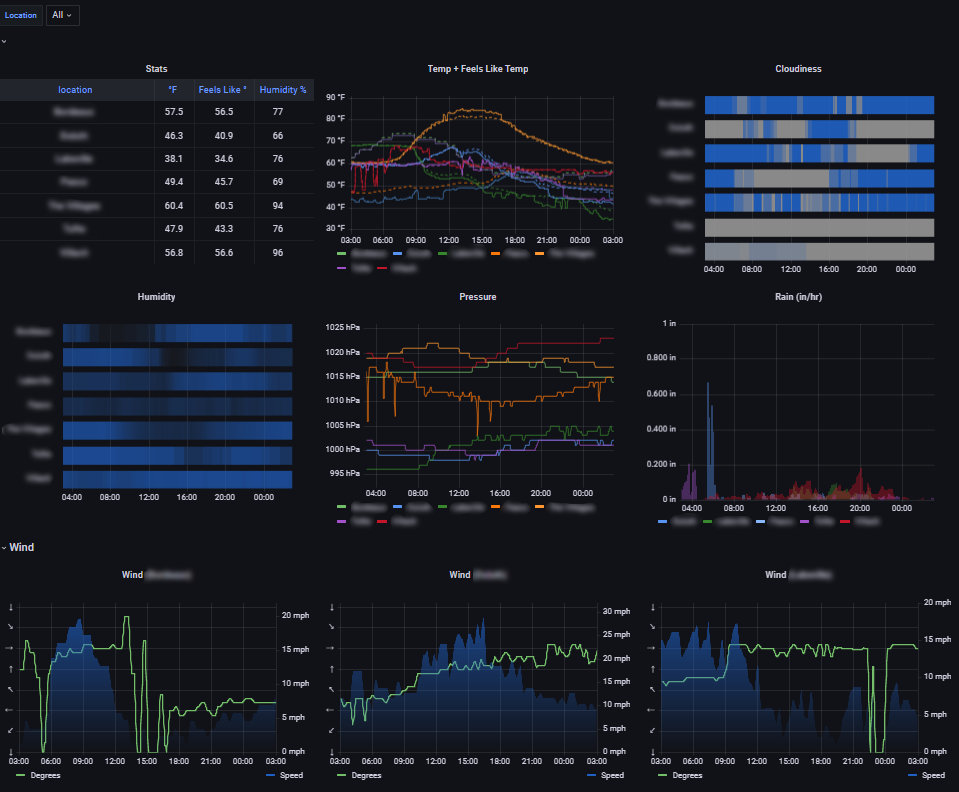 Location All
Stats
location °F Feels Like ° Humidity %
57.5 56.5 77
46.3 40.9 66
38.1 34.6 76
49.4 45.7 69
60.4 60.5 94
47.9 43.3 76
56.8 56.6 96
Temp + Feels Like Temp
90 °F
80 °F
70 °F
60 °F
50 °F
40 °F
30 °F
03:00 06:00 09:00 12:00 15:00 18:00 21:00 00:00 03:00
Cloudiness
04:00 08:00 12:00 16:00 20:00 00:00
Humidity
04:00 08:00 12:00 16:00 20:00 00:00
Pressure
1025 hPa
1020 hPa
1015 hPa
1010 hPa
1005 hPa
1000 hPa
995 hPa
04:00 08:00 12:00 16:00 20:00 00:00
Rain (in/hr)
1 in
0.800 in
0.600 in
0.400 in
0.200 in
0 in
04:00 08:00 12:00 16:00 20:00 00:00
Wind
Wind
↓
↘
→
↑
↖
←
↙
↓
20 mph
15 mph
10 mph
5 mph
0 mph
03:00 06:00 09:00 12:00 15:00 18:00 21:00 00:00 03:00
Degrees Speed
Wind
↓
↘
→
↑
↖
←
↙
↓
30 mph
25 mph
20 mph
15 mph
10 mph
5 mph
0 mph
03:00 06:00 09:00 12:00 15:00 18:00 21:00 00:00 03:00
Degrees Speed
Wind
↓
↘
→
↑
↖
←
↙
↓
20 mph
15 mph
10 mph
5 mph
0 mph
03:00 06:00 09:00 12:00 15:00 18:00 21:00 00:00 03:00
Degrees Speed